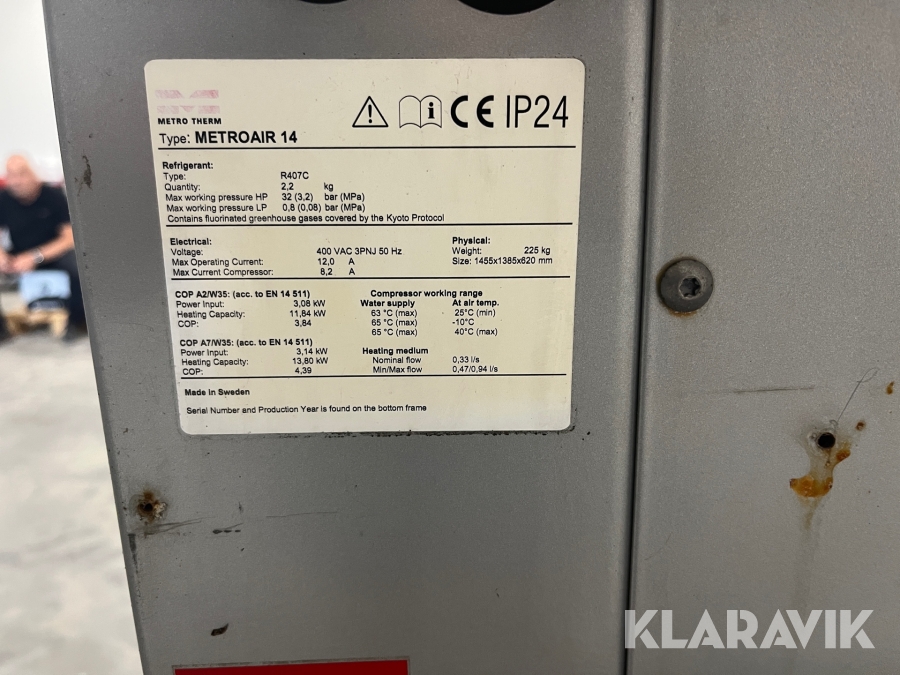 METRO THERM
CE IP24
Type: METROAIR 14
Refrigerant:
Type: R407C
Quantity: 2,2 kg
Max working pressure HP 32 (3,2) bar (MPa)
Max working pressure LP 0,8 (0,08) bar (MPa)
Contains fluorinated greenhouse gases covered by the Kyoto Protocol
Electrical:
Voltage: 400 VAC 3PNJ 50 Hz
Max Operating Current: 12,0 A
Max Current Compressor: 8,2 A
Physical:
Weight: 225 kg
Size: 1455x1385x620 mm
COP A2/W35: (acc. to EN 14 511)
Power Input: 3,08 kW
Heating Capacity: 11,84 kW
COP: 3,84
COP A7/W35: (acc. to EN 14 511)
Power Input: 3,14 kW
Heating Capacity: 13,80 kW
COP: 4,39
Compressor working range
Water supply At air temp.
63 °C (max) 25°C (min)
65 °C (max) -10°C
65 °C (max) 40°C (max)
Heating medium
Nominal flow 0,33 l/s
Min/Max flow 0,47/0,94 l/s
Made in Sweden
Serial Number and Production Year is found on the bottom frame
KLARAVIK